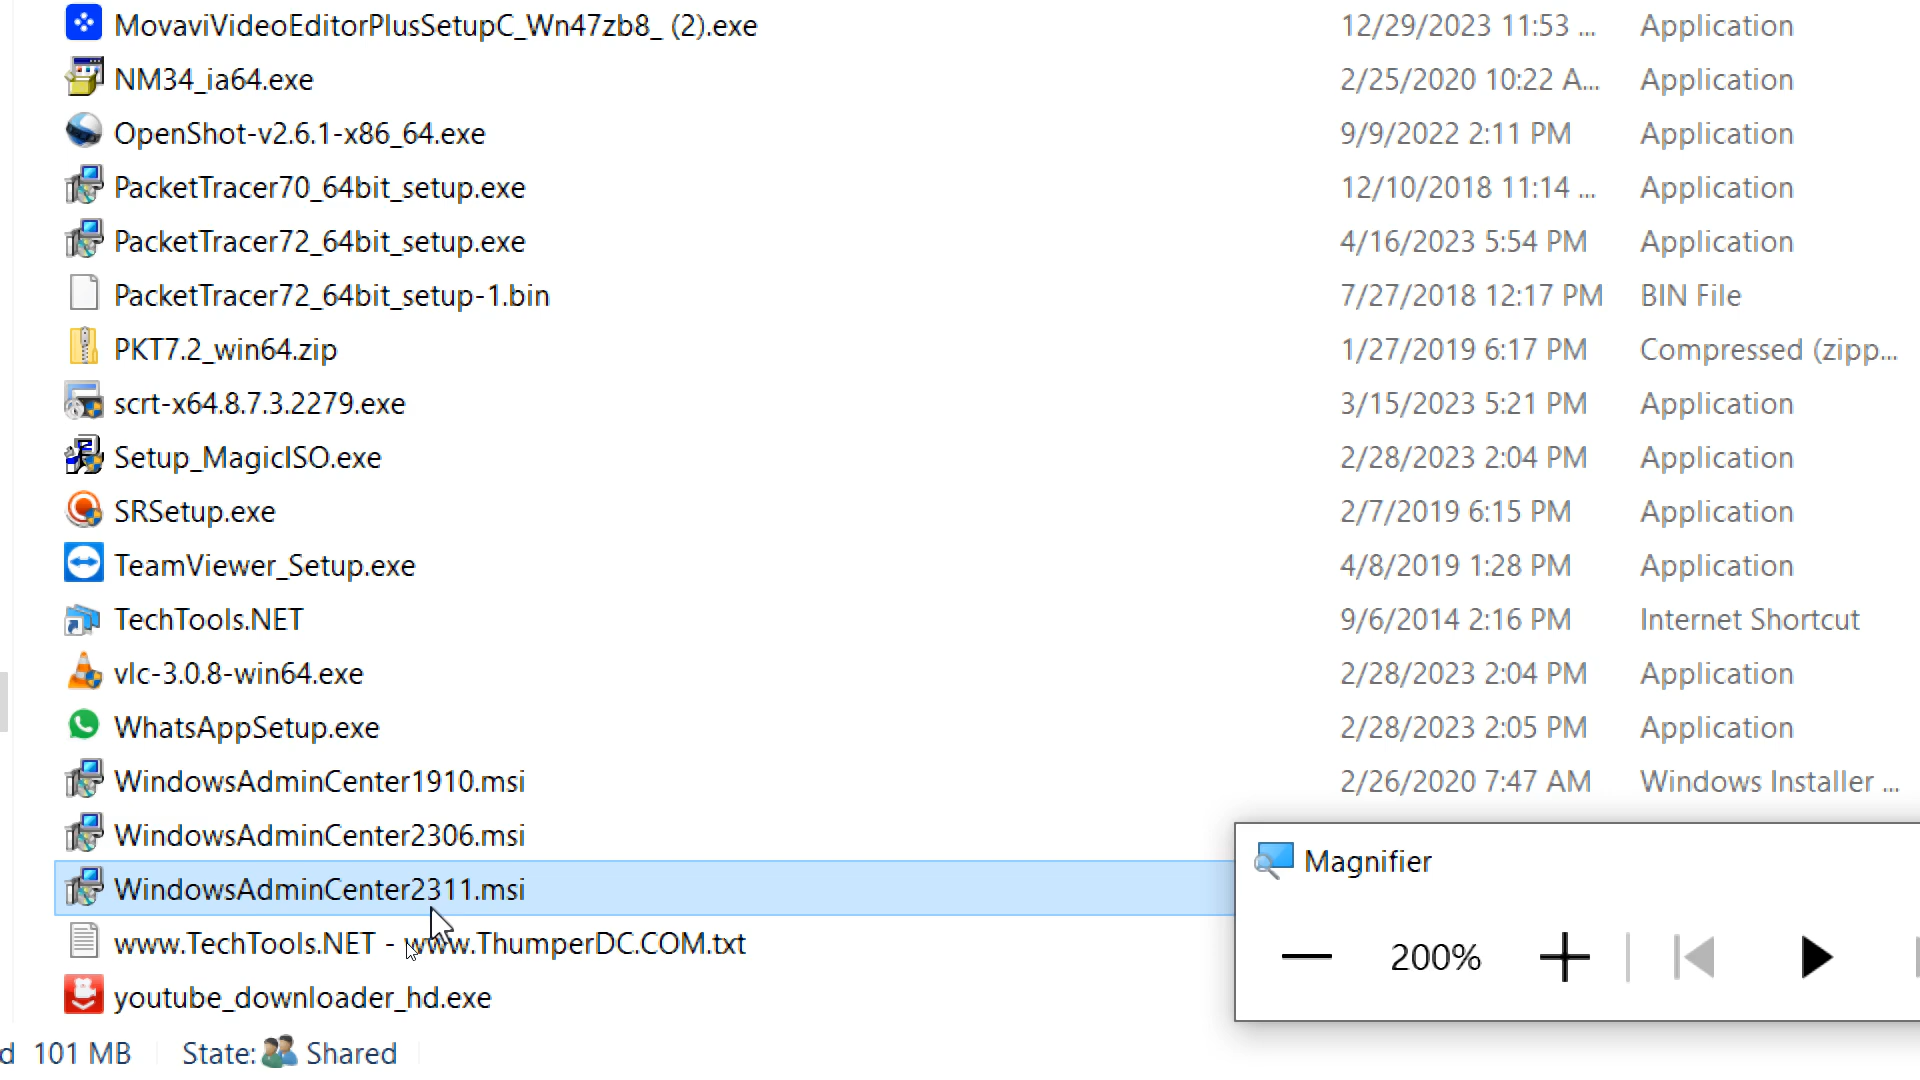 MovaviVideoEditorPlusSetupC_Wn47zb8_ (2).exe 12/29/2023 11:53 ... Application
NM34_ia64.exe 2/25/2020 10:22 A... Application
OpenShot-v2.6.1-x86_64.exe 9/9/2022 2:11 PM Application
PacketTracer70_64bit_setup.exe 12/10/2018 11:14 ... Application
PacketTracer72_64bit_setup.exe 4/16/2023 5:54 PM Application
PacketTracer72_64bit_setup-1.bin 7/27/2018 12:17 PM BIN File
PKT7.2_win64.zip 1/27/2019 6:17 PM Compressed (zipp...
scrt-x64.8.7.3.2279.exe 3/15/2023 5:21 PM Application
Setup_MagicISO.exe 2/28/2023 2:04 PM Application
SRSetup.exe 2/7/2019 6:15 PM Application
TeamViewer_Setup.exe 4/8/2019 1:28 PM Application
TechTools.NET 9/6/2014 2:16 PM Internet Shortcut
vlc-3.0.8-win64.exe 2/28/2023 2:04 PM Application
WhatsAppSetup.exe 2/28/2023 2:05 PM Application
WindowsAdminCenter1910.msi 2/26/2020 7:47 AM Windows Installer ...
WindowsAdminCenter2306.msi
Magnifier
WindowsAdminCenter2311.msi
www.TechTools.NET - www.ThumperDC.COM.txt
200%
youtube_downloader_hd.exe
d 101 MB State: Shared